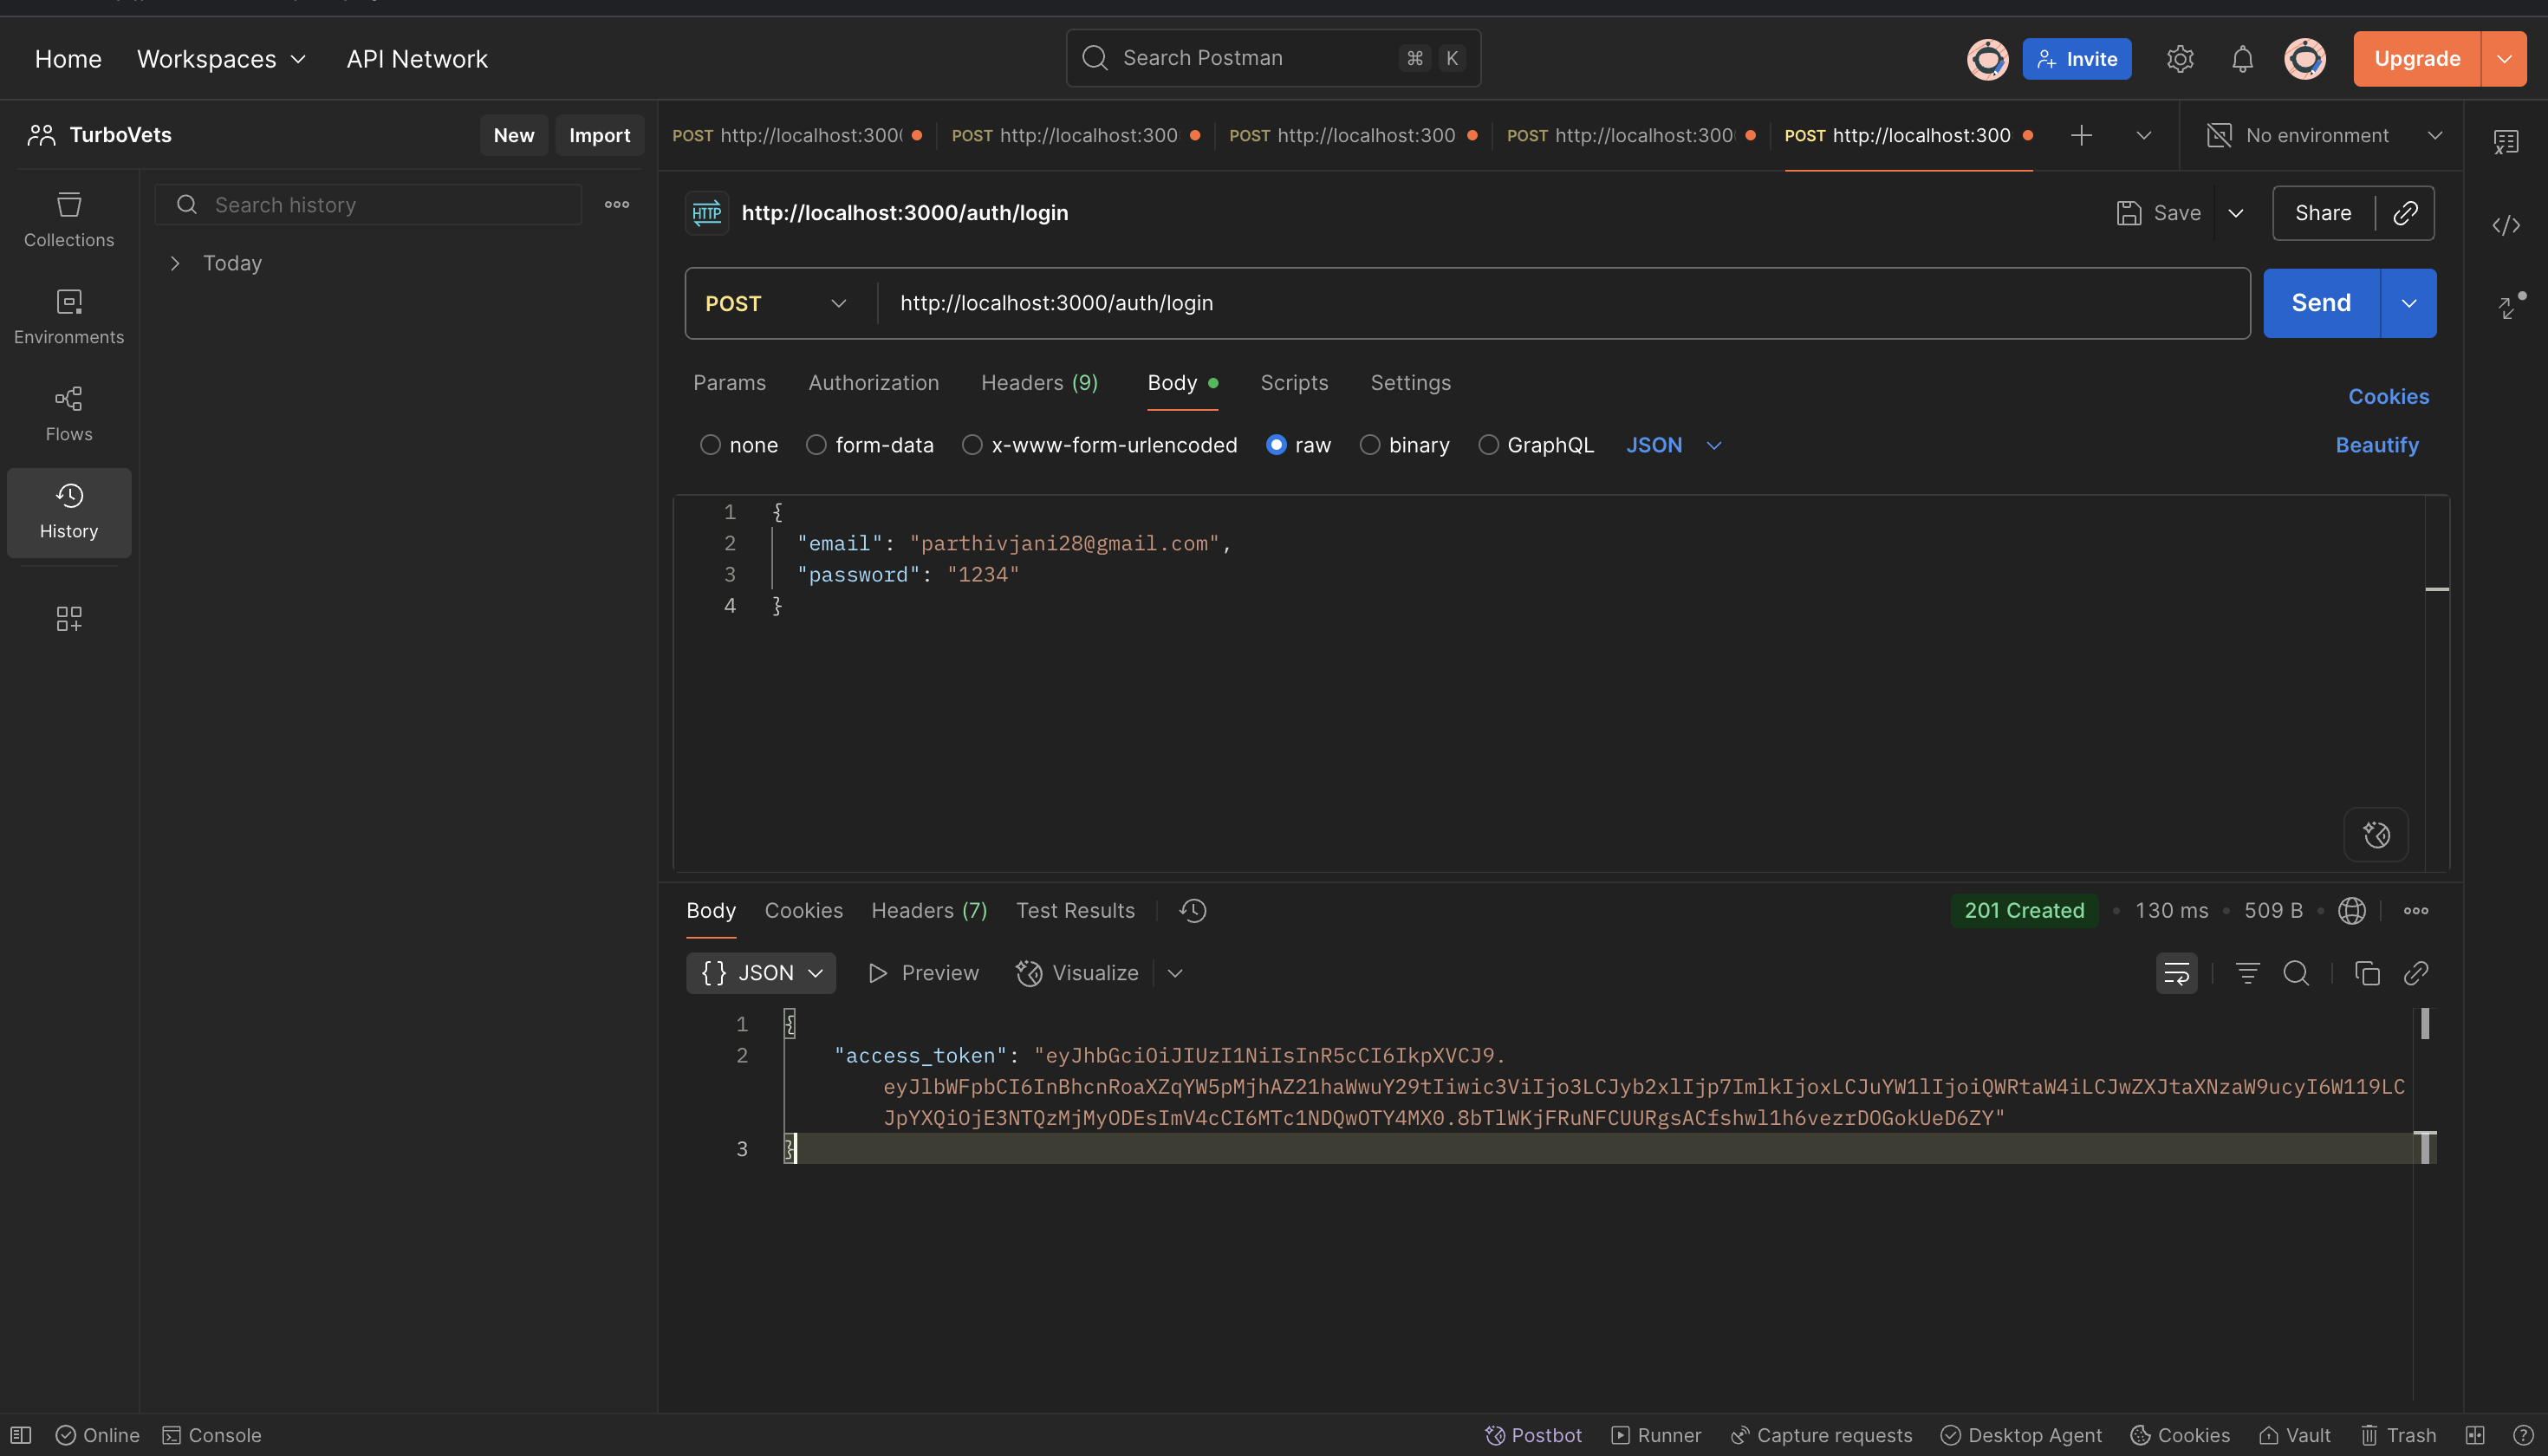 Home Workspaces API Network Search Postman ⌘ K Invite Upgrade
TurboVets New Import
POST http://localhost:300 POST http://localhost:300 POST http://localhost:300 POST http://localhost:300 POST http://localhost:300 No environment
Search history
Today
Collections
Environments
Flows
History
HTTP http://localhost:3000/auth/login Save Share
POST http://localhost:3000/auth/login Send
Params Authorization Headers (9) Body Scripts Settings Cookies
none form-data x-www-form-urlencoded raw binary GraphQL JSON Beautify
1 {
2 "email": "parthivjani28@gmail.com",
3 "password": "1234"
4 }
Body Cookies Headers (7) Test Results 201 Created • 130 ms • 509 B •
{} JSON Preview Visualize
1 {
2 "access_token": "eyJhbGciOiJIUzI1NiIsInR5cCI6IkpXVCJ9.
eyJlbWFpbCI6InBhcnRoaXZqYW5pMjhAZ21haWwuY29tIiwic3ViIjo3LCJyb2xlIjp7ImlkIjoxLCJuYW1lIjoiQWRtaW4iLCJwZXJtaXNzaW9ucyI6W119LC
JpYXQiOjE3NTQzMjMyODEsImV4cCI6MTc1NDQwOTY4MX0.8bTlWKjFRuNFCUURgsACfshwl1h6vezrDOGokUeD6ZY"
3 }
Online Console Postbot Runner Capture requests Desktop Agent Cookies Vault Trash